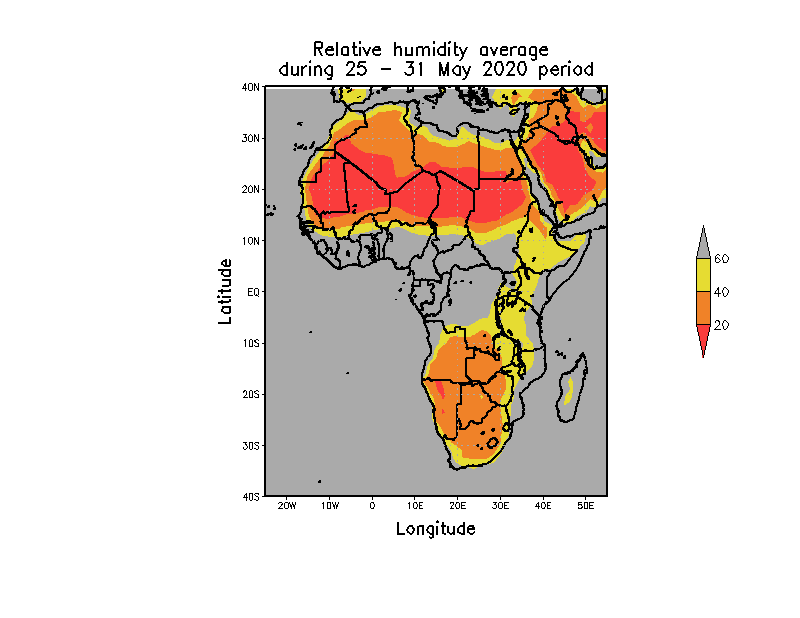 Relative humidity average
during 25 - 31 May 2020 period
40N
30N
20N
10N
EQ
10S
20S
30S
40S
20W 10W 0 10E 20E 30E 40E 50E
Latitude
Longitude
60
40
20